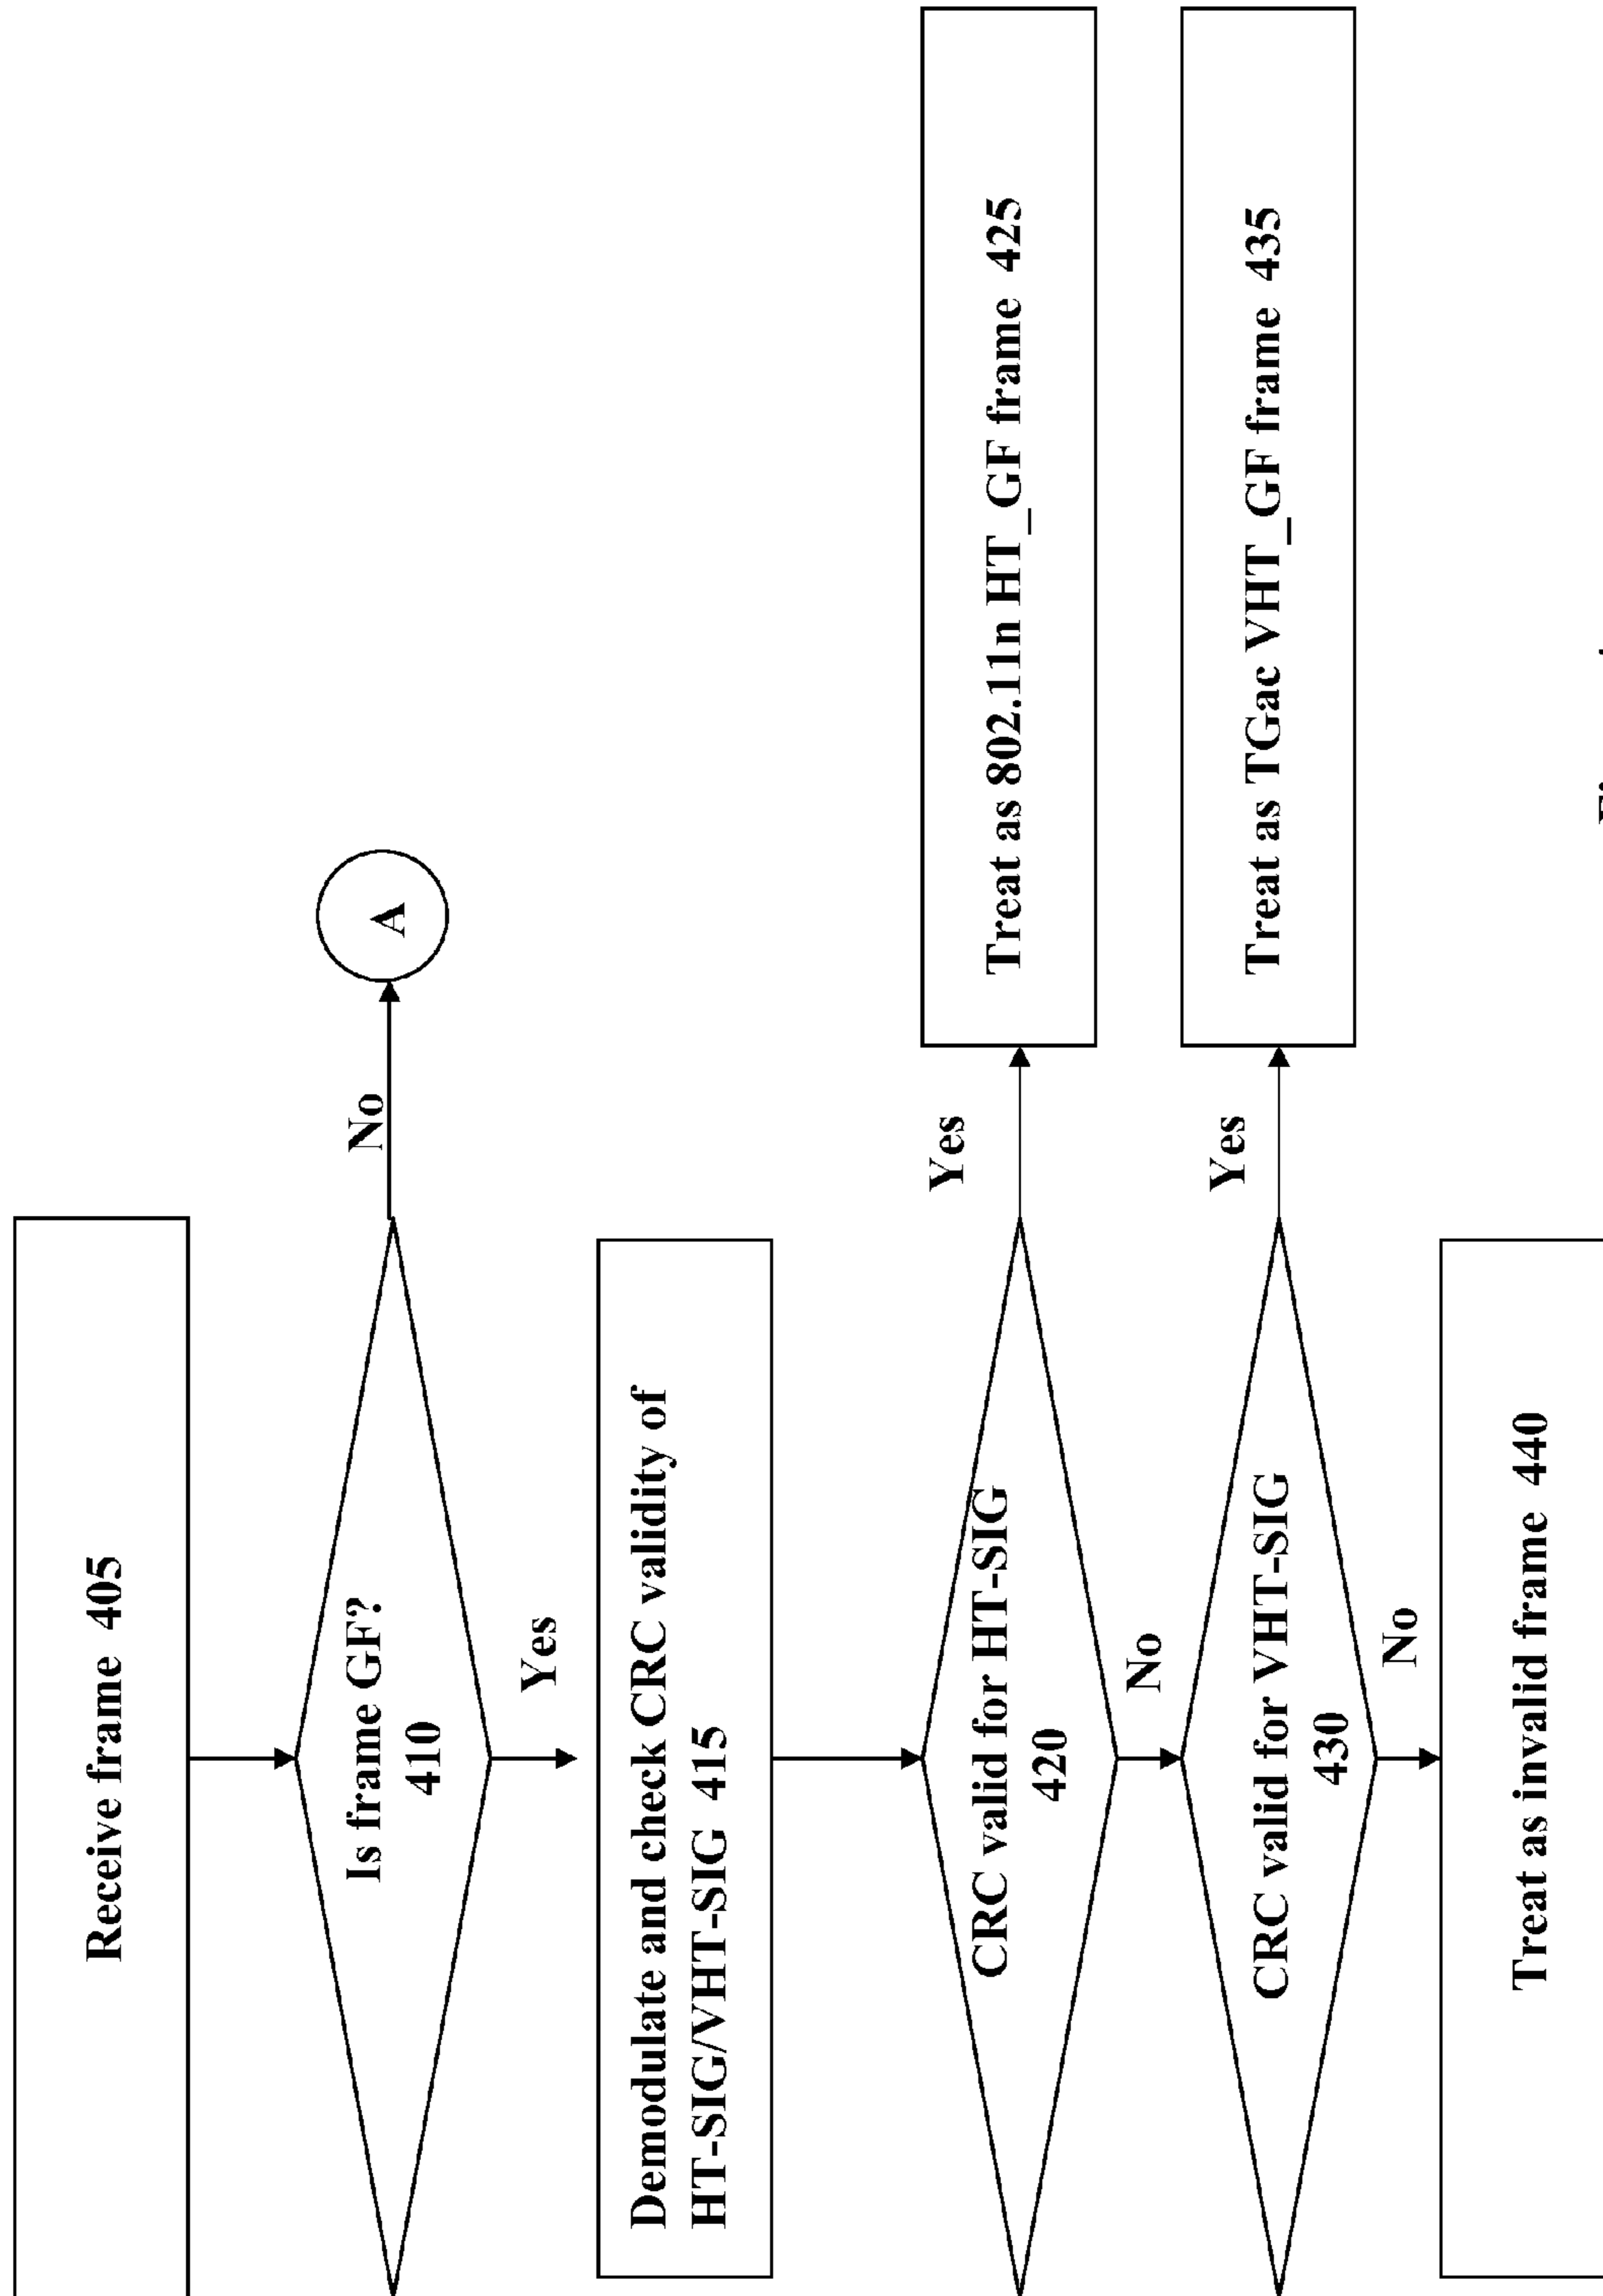 Receive frame 405
Is frame GF?
410
No
A
Yes
Demodulate and check CRC validity of
HT-SIG/VHT-SIG 415
CRC valid for HT-SIG
420
Yes
Treat as 802.11n HT_GF frame 425
No
CRC valid for VHT-SIG
430
Yes
Treat as TGac VHT_GF frame 435
No
Treat as invalid frame 440